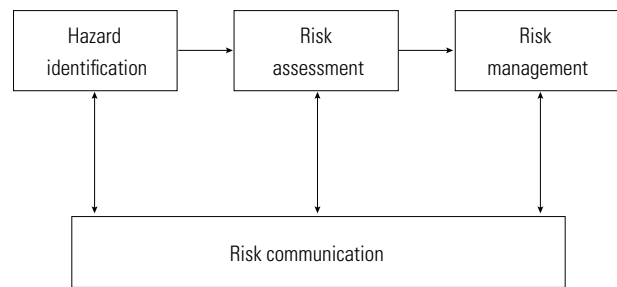 Hazard
identification
Risk
assessment
Risk
management
Risk communication